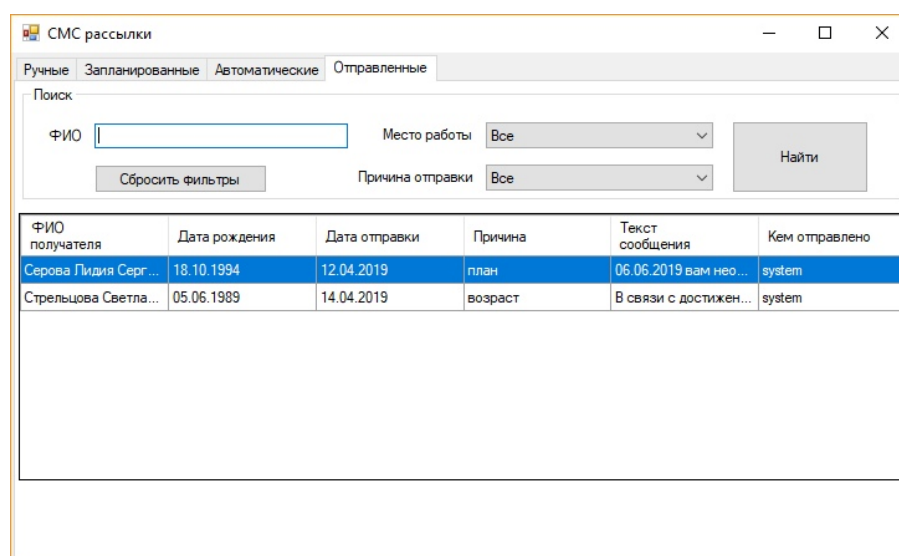 СМС рассылки
Ручные Запланированные Автоматические Отправленные
Поиск
ФИО Место работы Все
Найти
Сбросить фильтры Причина отправки Все
ФИО получателя Дата рождения Дата отправки Причина Текст сообщения Кем отправлено
Серова Лидия Серг... 18.10.1994 12.04.2019 план 06.06.2019 вам нео... system
Стрельцова Светла... 05.06.1989 14.04.2019 возраст В связи с достижен... system